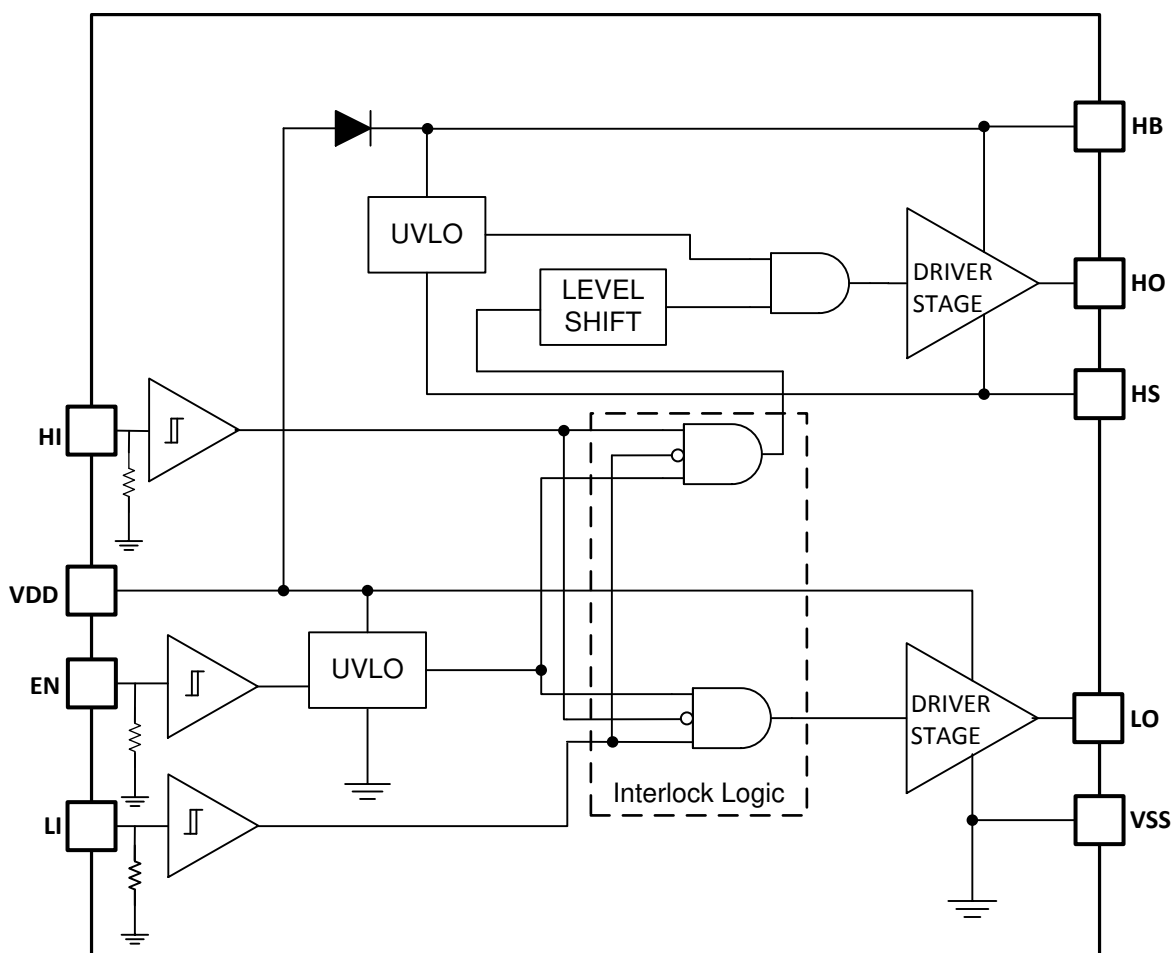 HB
UVLO
LEVEL
SHIFT
DRIVER
STAGE
HO
HS
HI
VDD
EN
UVLO
DRIVER
STAGE
LO
Interlock Logic
LI
VSS